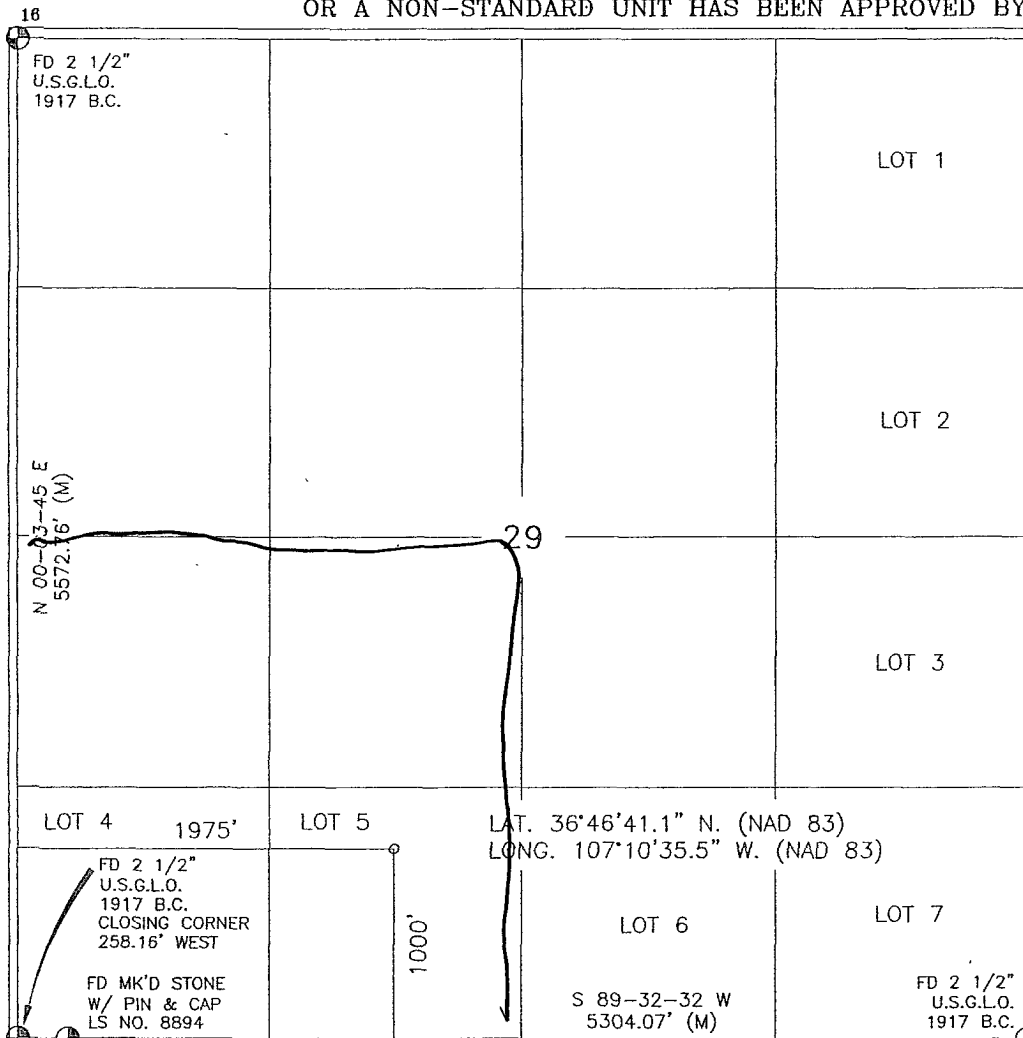 OR A NON-STANDARD UNIT HAS BEEN APPROVED BY
16
FD 2 1/2"
U.S.G.L.O.
1917 B.C.
LOT 1
LOT 2
N 00-03-45 E
5572.76' (M)
29
LOT 3
LOT 4
1975'
LOT 5
LAT. 36°46'41.1" N. (NAD 83)
LONG. 107°10'35.5" W. (NAD 83)
FD 2 1/2"
U.S.G.L.O.
1917 B.C.
CLOSING CORNER
258.16' WEST
1000'
LOT 6
LOT 7
FD MK'D STONE
W/ PIN & CAP
LS NO. 8894
S 89-32-32 W
5304.07' (M)
FD 2 1/2"
U.S.G.L.O.
1917 B.C.